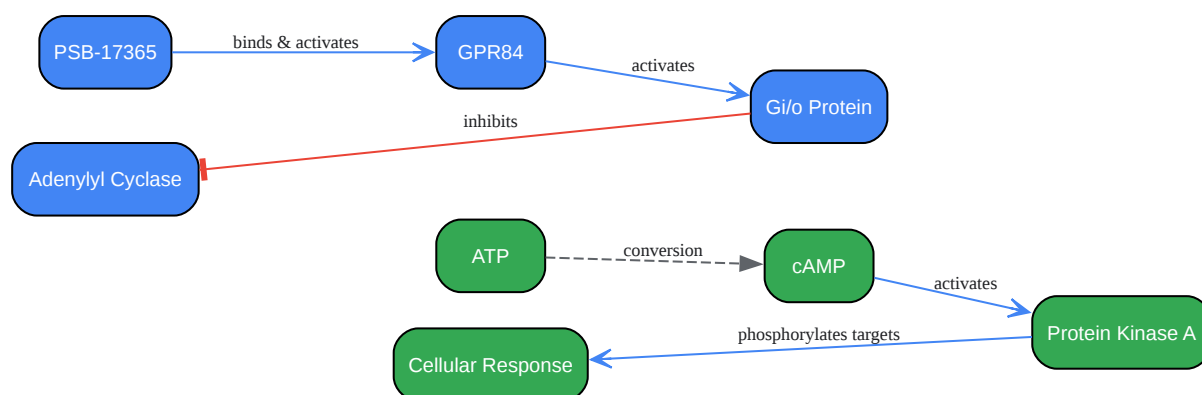 PSB-17365
binds & activates
GPR84
activates
Gi/o Protein
inhibits
Adenylyl Cyclase
ATP
conversion
cAMP
activates
Protein Kinase A
phosphorylates targets
Cellular Response